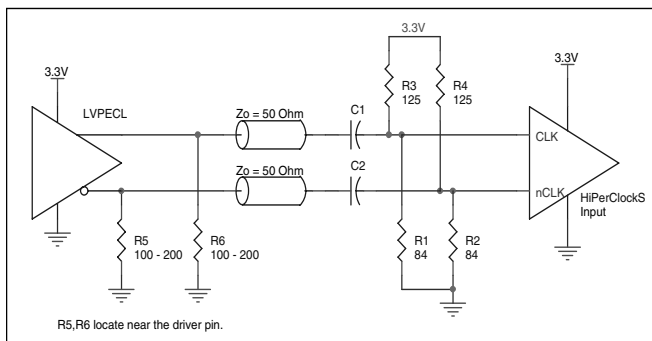 3.3V
3.3V
3.3V
R3
125
R4
125
LVPECL
Zo = 50 Ohm
C1
CLK
Zo = 50 Ohm
C2
nCLK
HiPerClockS
Input
R5
100 - 200
R6
100 - 200
R1
84
R2
84
R5,R6 locate near the driver pin.